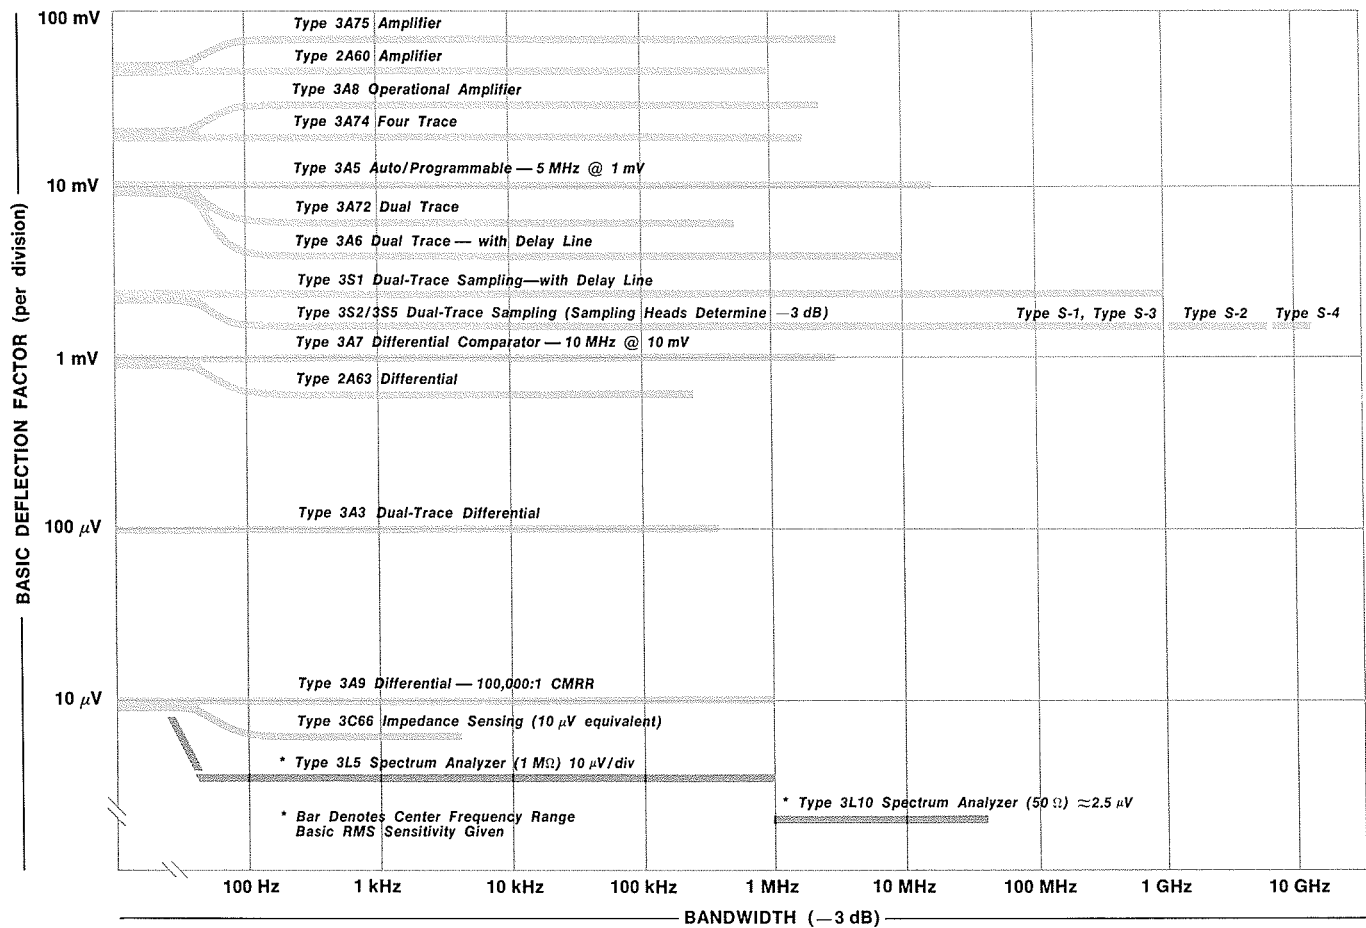 100 mV
Type 3A75 Amplifier
Type 2A60 Amplifier
Type 3A8 Operational Amplifier
Type 3A74 Four Trace
Type 3A5 Auto/Programmable — 5 MHz @ 1 mV
10 mV
Type 3A72 Dual Trace
Type 3A6 Dual Trace — with Delay Line
Type 3S1 Dual-Trace Sampling—with Delay Line
Type 3S2/3S5 Dual-Trace Sampling (Sampling Heads Determine —3 dB)
Type S-1, Type S-3
Type S-2
Type S-4
Type 3A7 Differential Comparator — 10 MHz @ 10 mV
1 mV
Type 2A63 Differential
BASIC DEFLECTION FACTOR (per division)
Type 3A3 Dual-Trace Differential
100 μV
Type 3A9 Differential — 100,000:1 CMRR
10 μV
Type 3C66 Impedance Sensing (10 μV equivalent)
* Type 3L5 Spectrum Analyzer (1 MΩ) 10 μV/div
* Type 3L10 Spectrum Analyzer (50 Ω) ≈2.5 μV
* Bar Denotes Center Frequency Range
Basic RMS Sensitivity Given
100 Hz
1 kHz
10 kHz
100 kHz
1 MHz
10 MHz
100 MHz
1 GHz
10 GHz
BANDWIDTH (—3 dB)